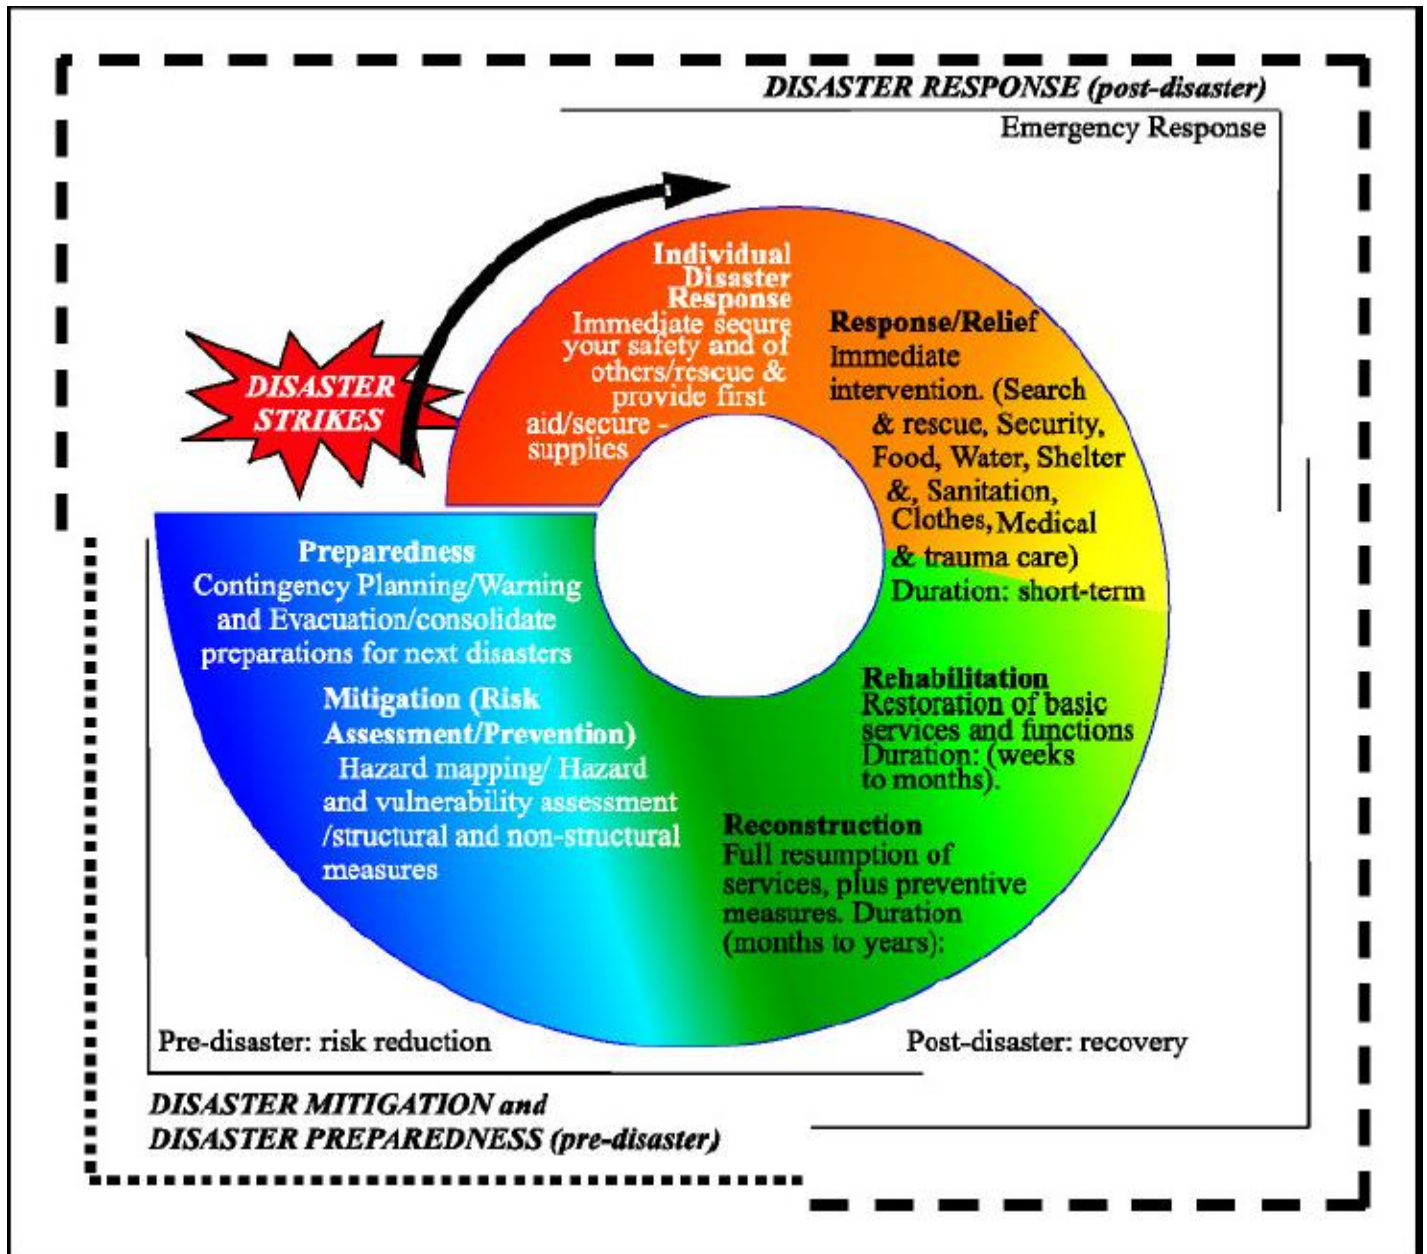 DISASTER RESPONSE (post-disaster)
Emergency Response
DISASTER
STRIKES
Individual
Disaster
Response
Immediate secure
your safety and of
others/rescue &
provide first
aid/secure -
supplies
Response/Relief
Immediate
intervention. (Search
& rescue, Security,
Food, Water, Shelter
&, Sanitation,
Clothes, Medical
& trauma care)
Duration: short-term
Rehabilitation
Restoration of basic
services and functions
Duration: (weeks
to months).
Reconstruction
Full resumption of
services, plus preventive
measures. Duration
(months to years):
Preparedness
Contingency Planning/Warning
and Evacuation/consolidate
preparations for next disasters
Mitigation (Risk
Assessment/Prevention)
Hazard mapping/ Hazard
and vulnerability assessment
/structural and non-structural
measures
Pre-disaster: risk reduction
Post-disaster: recovery
DISASTER MITIGATION and
DISASTER PREPAREDNESS (pre-disaster)